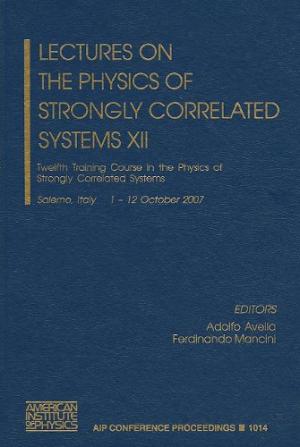 LECTURES ON
THE PHYSICS OF
STRONGLY CORRELATED
SYSTEMS XII
Twelfth Training Course in the Physics of
Strongly Correlated Systems
Salerno, Italy 1 – 12 October 2007
EDITORS
Adolfo Avella
Ferdinando Mancini
AMERICAN
INSTITUTE
OF PHYSICS
AIP CONFERENCE PROCEEDINGS ■ 1014